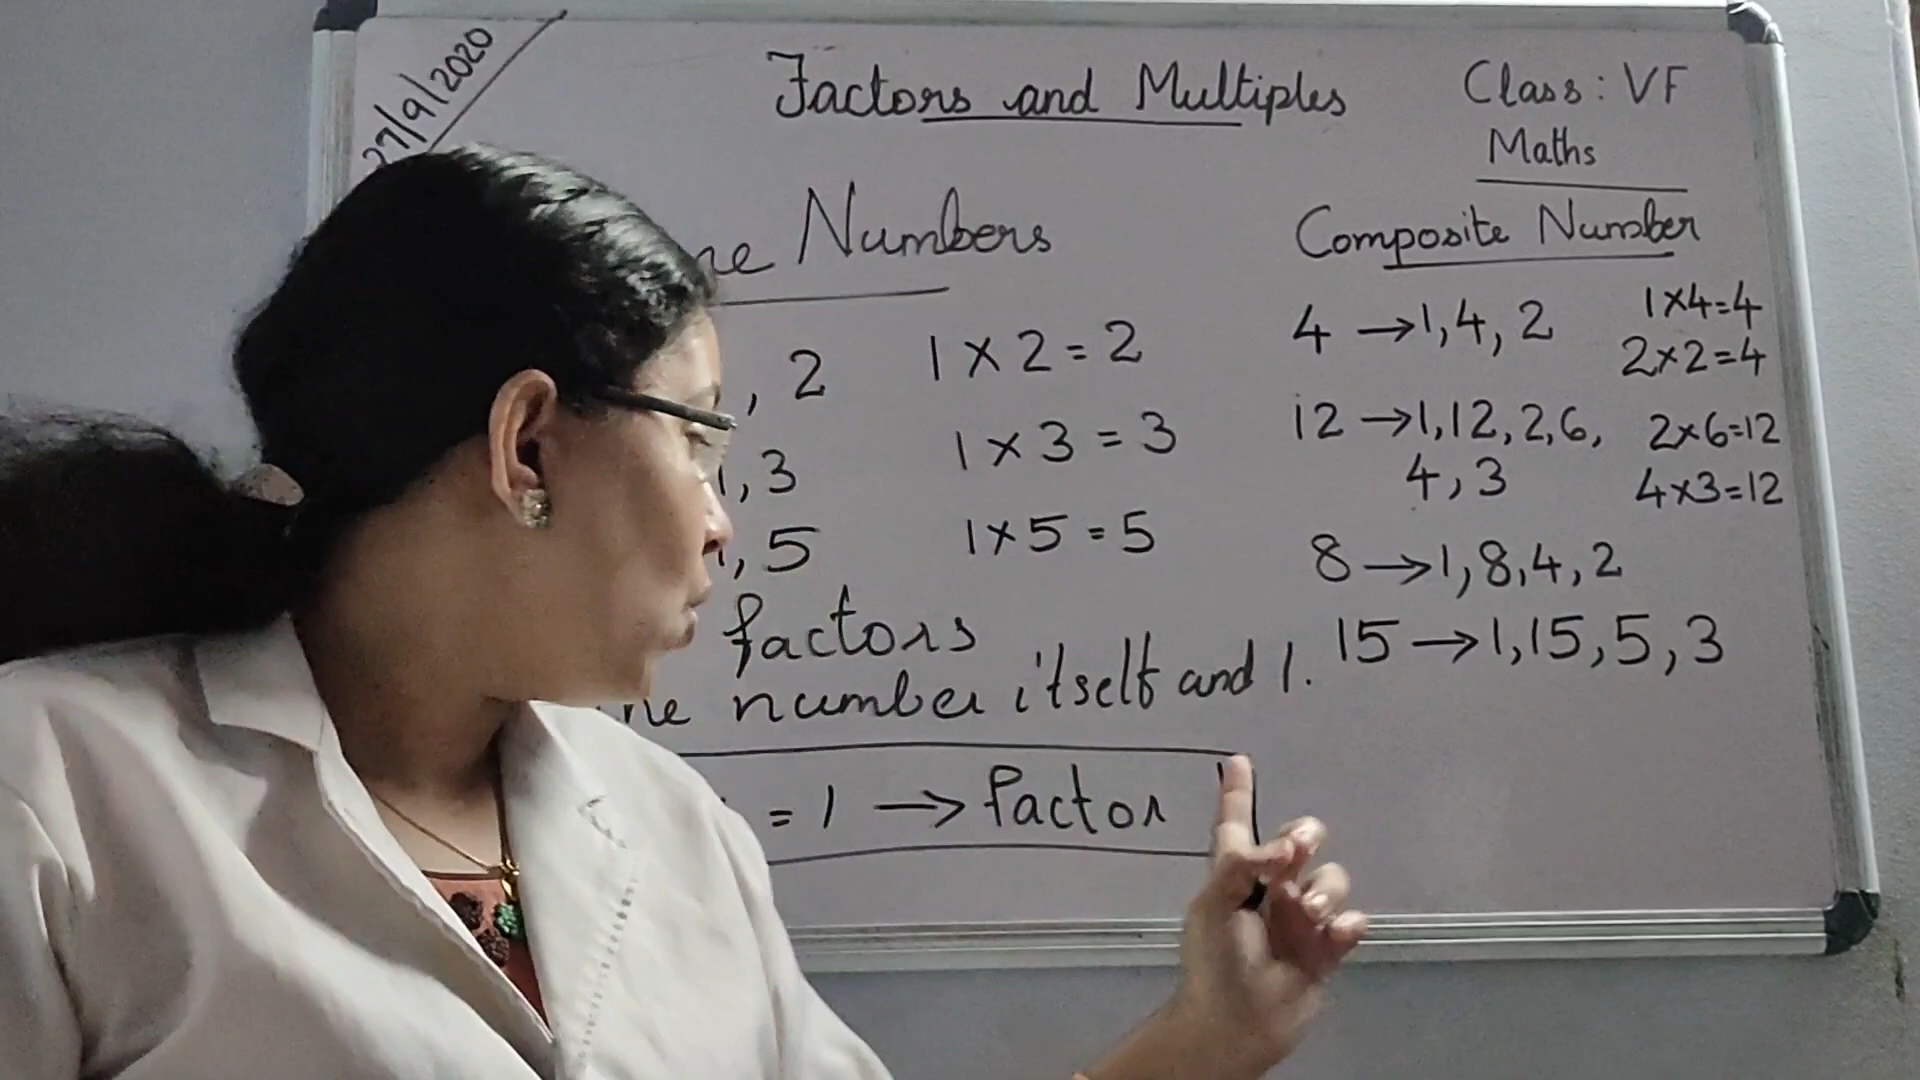 27/9/2020
Factors and Multiples
Class: VF
Maths
Numbers
, 2 1 × 2 = 2
1, 3 1 × 3 = 3
1, 5 1 × 5 = 5
factors
number itself and 1.
= 1 → Factor
Composite Number
4 → 1, 4, 2 1×4=4
2×2=4
12 → 1, 12, 2, 6, 2×6=12
4, 3 4×3=12
8 → 1, 8, 4, 2
15 → 1, 15, 5, 3